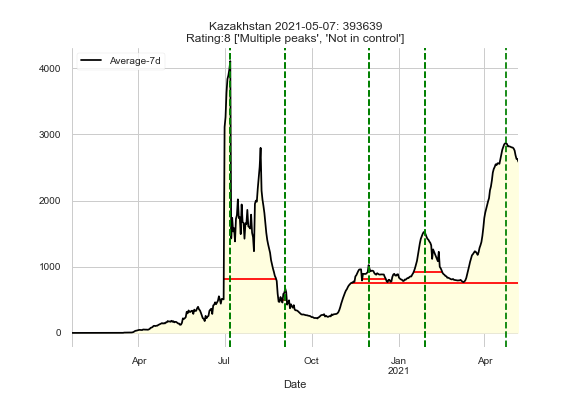 Kazakhstan 2021-05-07: 393639
Rating:8 ['Multiple peaks', 'Not in control']
Average-7d
4000
3000
2000
1000
0
Apr
Jul
Oct
Jan
2021
Apr
Date